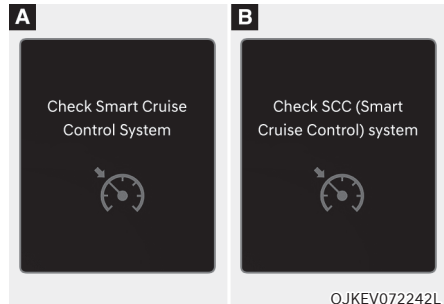 A
Check Smart Cruise
Control System
B
Check SCC (Smart
Cruise Control) system
OJKEV072242L